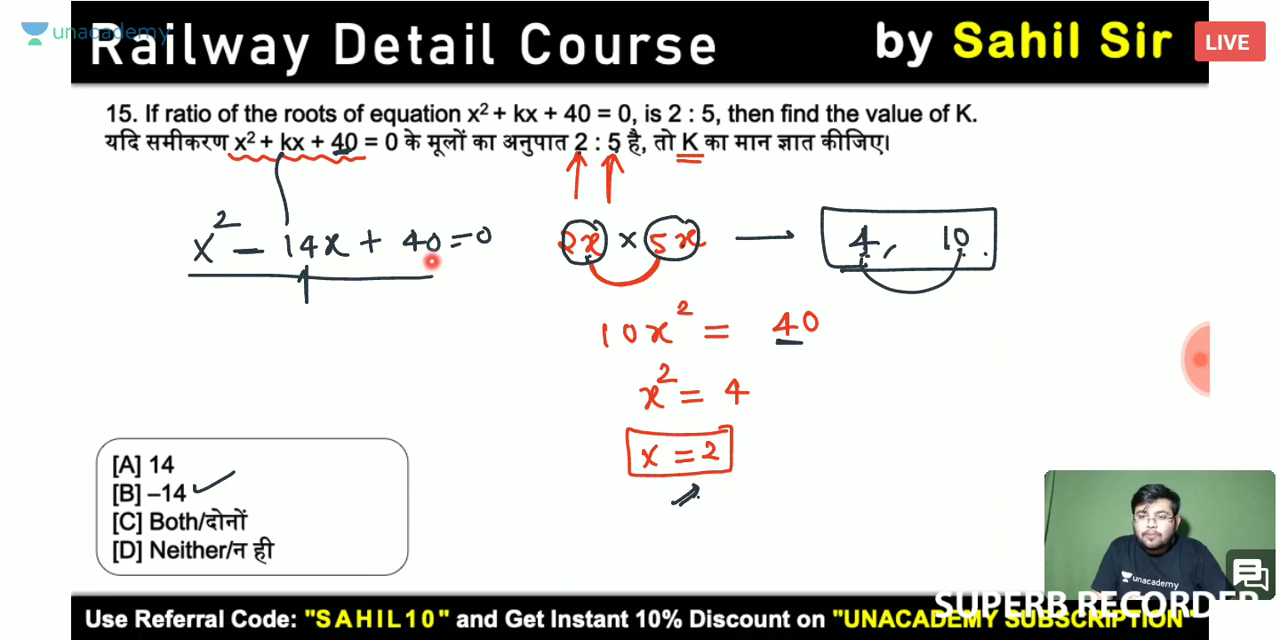 unacademy
Railway Detail Course
by Sahil Sir
LIVE
15. If ratio of the roots of equation x² + kx + 40 = 0, is 2 : 5, then find the value of K.
यदि समीकरण x² + kx + 40 = 0 के मूलों का अनुपात 2 : 5 है, तो K का मान ज्ञात कीजिए।
x² – 14x + 40 = 0
2x × 5x → 4, 10
10x² = 40
x² = 4
x = 2
[A] 14
[B] –14
[C] Both/दोनों
[D] Neither/न ही
unacademy
SUPERB RECORDER
Use Referral Code: "SAHIL10" and Get Instant 10% Discount on "UNACADEMY SUBSCRIPTION"